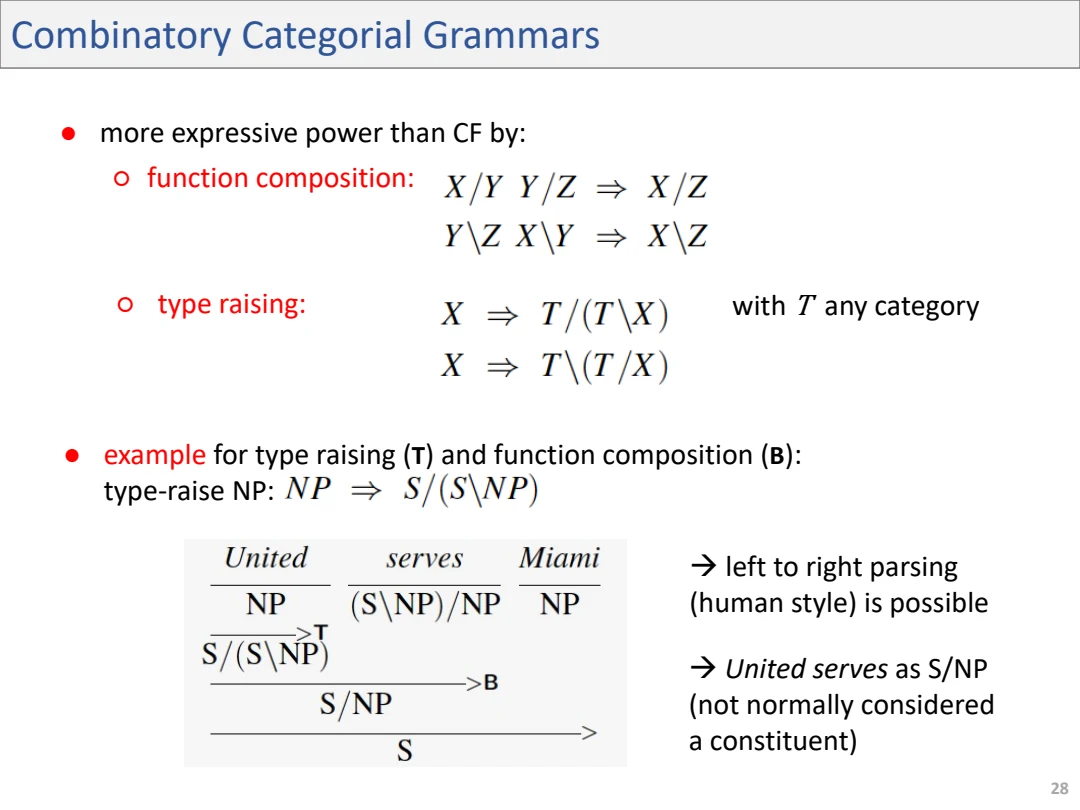 Combinatory Categorial Grammars
● more expressive power than CF by:
○ function composition: X/Y Y/Z ⇒ X/Z
Y\Z X\Y ⇒ X\Z
○ type raising: X ⇒ T/(T\X) with T any category
X ⇒ T\(T/X)
● example for type raising (T) and function composition (B):
type-raise NP: NP ⇒ S/(S\NP)
United serves Miami
NP (S\NP)/NP NP
>T
S/(S\NP)
>B
S/NP
>
S
→ left to right parsing
(human style) is possible
→ United serves as S/NP
(not normally considered
a constituent)
28